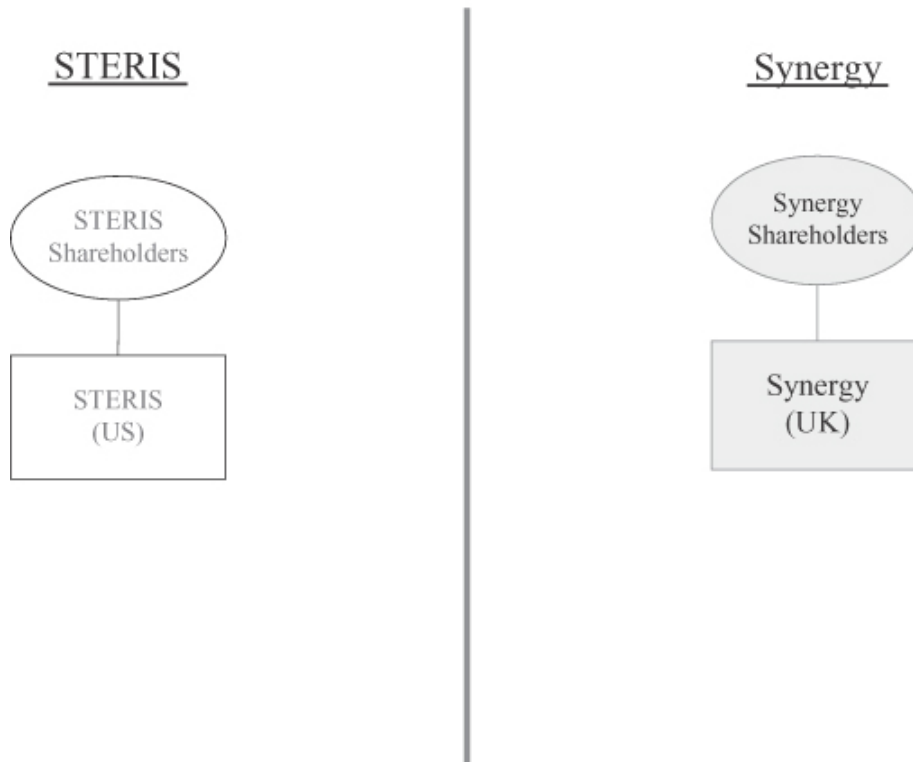 STERIS
STERIS
Shareholders
STERIS
(US)
Synergy
Synergy
Shareholders
Synergy
(UK)